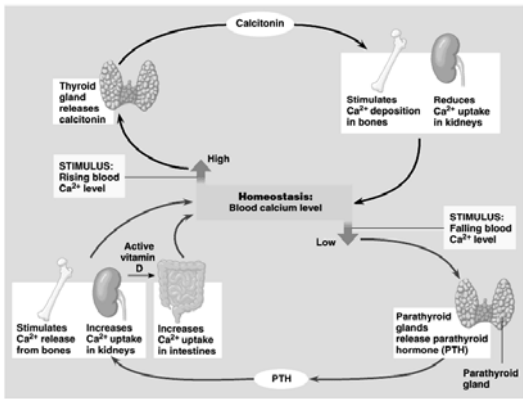 Calcitonin
Thyroid
gland
releases
calcitonin
Stimulates
Ca2+ deposition
in bones
Reduces
Ca2+ uptake
in kidneys
STIMULUS:
Rising blood
Ca2+ level
High
Homeostasis:
Blood calcium level
Low
STIMULUS:
Falling blood
Ca2+ level
Active
vitamin
D
Stimulates
Ca2+ release
from bones
Increases
Ca2+ uptake
in kidneys
Increases
Ca2+ uptake
in intestines
Parathyroid
glands
release parathyroid
hormone (PTH)
Parathyroid
gland
PTH